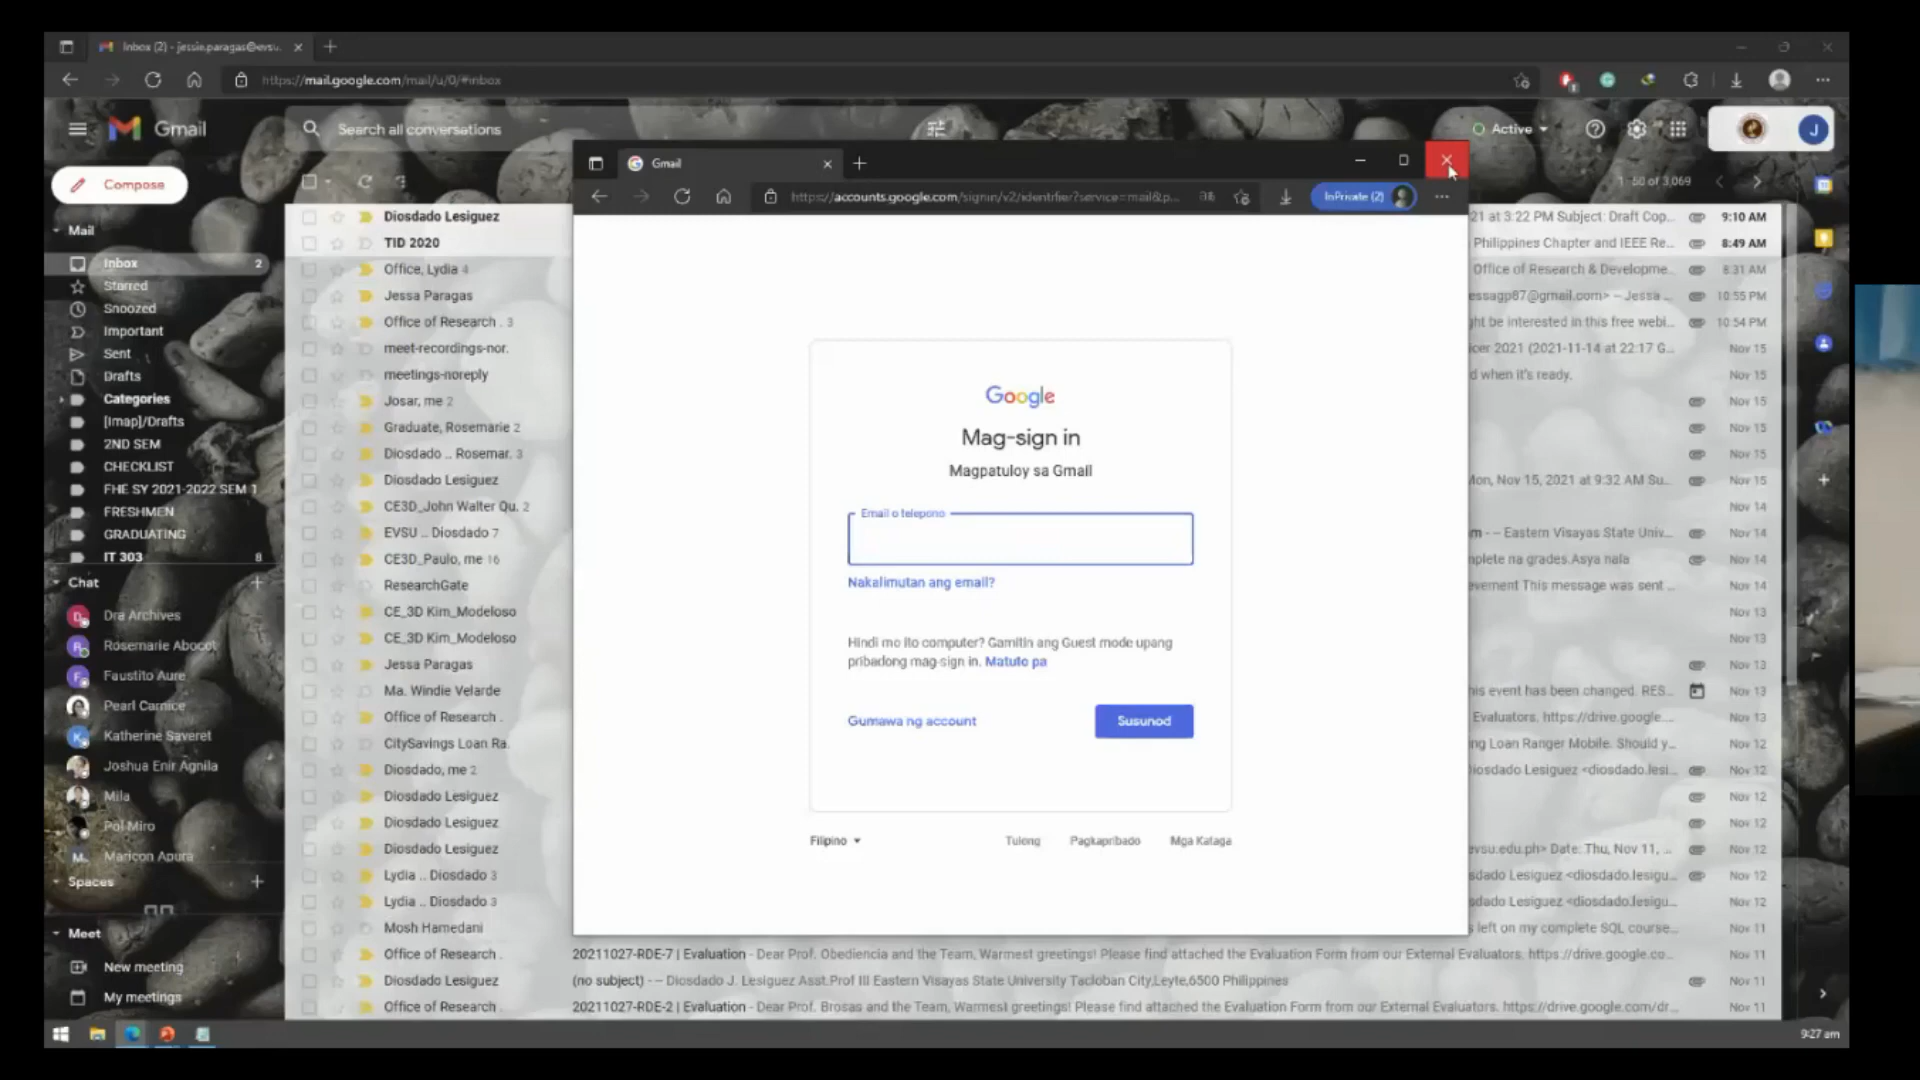 Inbox (2) - jessie.paragas@evsu.
https://mail.google.com/mail/u/0/#inbox
Gmail
Search all conversations
Active
J
Compose
1-50 of 3,069
Mail
Inbox 2
Starred
Snoozed
Important
Sent
Drafts
Categories
[Imap]/Drafts
2ND SEM
CHECKLIST
FHE SY 2021-2022 SEM 1
FRESHMEN
GRADUATING
IT 303 8
Chat
Dra Archives
Rosemarie Abocot
Faustito Aure
Pearl Carnice
Katherine Saveret
Joshua Enir Agnila
Mila
Pol Miro
Maricon Apura
Spaces
Meet
New meeting
My meetings
Diosdado Lesiguez
TID 2020
Office, Lydia 4
Jessa Paragas
Office of Research . 3
meet-recordings-nor.
meetings-noreply
Josar, me 2
Graduate, Rosemarie 2
Diosdado .. Rosemar. 3
Diosdado Lesiguez
CE3D_John Walter Qu. 2
EVSU .. Diosdado 7
CE3D_Paulo, me 16
ResearchGate
CE_3D Kim_Modeloso
CE_3D Kim_Modeloso
Jessa Paragas
Ma. Windie Velarde
Office of Research .
CitySavings Loan Ra.
Diosdado, me 2
Diosdado Lesiguez
Diosdado Lesiguez
Diosdado Lesiguez
Lydia .. Diosdado 3
Lydia .. Diosdado 3
Mosh Hamedani
Office of Research . 20211027-RDE-7 | Evaluation - Dear Prof. Obediencia and the Team, Warmest greetings! Please find attached the Evaluation Form from our External Evaluators. https://drive.google.co... Nov 11
Diosdado Lesiguez (no subject) - -- Diosdado J. Lesiguez Asst.Prof III Eastern Visayas State University Tacloban City,Leyte,6500 Philippines Nov 11
Office of Research . 20211027-RDE-2 | Evaluation - Dear Prof. Brosas and the Team, Warmest greetings! Please find attached the Evaluation Form from our External Evaluators. https://drive.google.com/dr... Nov 11
Gmail
https://accounts.google.com/signin/v2/identifier?service=mail&p...
InPrivate (2)
Google
Mag-sign in
Magpatuloy sa Gmail
Email o telepono
Nakalimutan ang email?
Hindi mo ito computer? Gamitin ang Guest mode upang
pribadong mag-sign in. Matuto pa
Gumawa ng account
Susunod
Filipino
Tulong
Pagkapribado
Mga Kataga
21 at 3:22 PM Subject: Draft Cop... 9:10 AM
Philippines Chapter and IEEE Re... 8:49 AM
Office of Research & Developme... 8:31 AM
essagp87@gmail.com> -- Jessa ... 10:55 PM
ght be interested in this free webi... 10:54 PM
icer 2021 (2021-11-14 at 22:17 G... Nov 15
d when it's ready. Nov 15
Nov 15
Nov 15
Nov 15
Mon, Nov 15, 2021 at 9:32 AM Su... Nov 15
Nov 14
m - -- Eastern Visayas State Univ... Nov 14
mplete na grades.Asya nala Nov 14
evement This message was sent ... Nov 14
Nov 13
Nov 13
Nov 13
his event has been changed. RES... Nov 13
Evaluators. https://drive.google.... Nov 13
ng Loan Ranger Mobile. Should y... Nov 12
Diosdado Lesiguez <diosdado.lesi... Nov 12
Nov 12
Nov 12
evsu.edu.ph> Date: Thu, Nov 11, ... Nov 12
sdado Lesiguez <diosdado.lesigu... Nov 12
sdado Lesiguez <diosdado.lesigu... Nov 12
s left on my complete SQL course... Nov 11
9:27 am